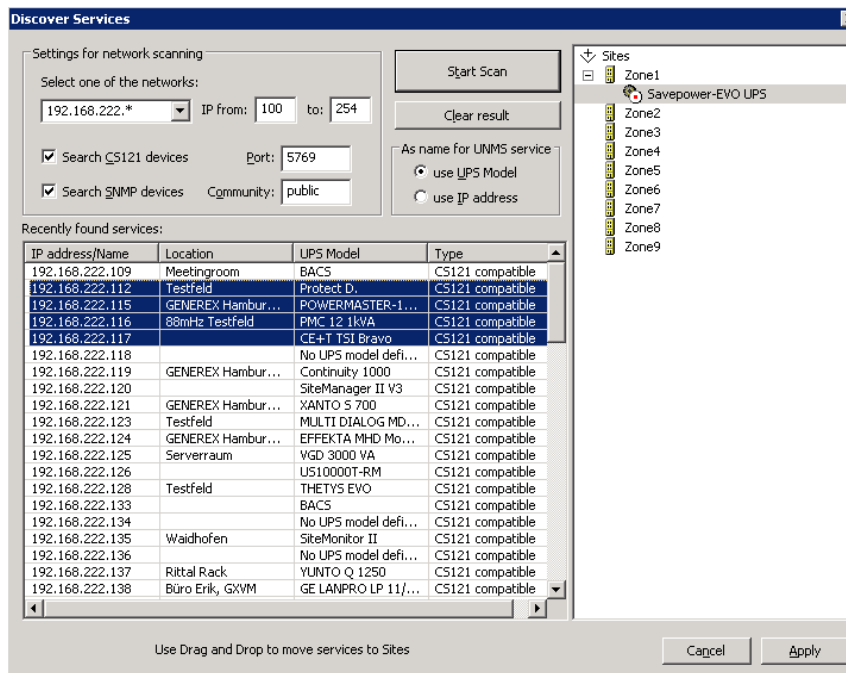 Discover Services
Settings for network scanning
Select one of the networks:
192.168.222.* IP from: 100 to: 254
Search CS121 devices Port: 5769
Search SNMP devices Community: public
Start Scan
Clear result
As name for UNMS service
use UPS Model
use IP address
Recently found services:
IP address/Name Location UPS Model Type
192.168.222.109 Meetingroom BACS CS121 compatible
192.168.222.112 Testfeld Protect D. CS121 compatible
192.168.222.115 GENEREX Hambur... POWERMASTER-1... CS121 compatible
192.168.222.116 88mHz Testfeld PMC 12 1kVA CS121 compatible
192.168.222.117 CE+T TSI Bravo CS121 compatible
192.168.222.118 No UPS model defi... CS121 compatible
192.168.222.119 GENEREX Hambur... Continuity 1000 CS121 compatible
192.168.222.120 SiteManager II V3 CS121 compatible
192.168.222.121 GENEREX Hambur... XANTO S 700 CS121 compatible
192.168.222.123 Testfeld MULTI DIALOG MD... CS121 compatible
192.168.222.124 GENEREX Hambur... EFFEKTA MHD Mo... CS121 compatible
192.168.222.125 Serverraum VGD 3000 VA CS121 compatible
192.168.222.126 US10000T-RM CS121 compatible
192.168.222.128 Testfeld THETYS EVO CS121 compatible
192.168.222.133 BACS CS121 compatible
192.168.222.134 No UPS model defi... CS121 compatible
192.168.222.135 Waidhofen SiteMonitor II CS121 compatible
192.168.222.136 No UPS model defi... CS121 compatible
192.168.222.137 Rittal Rack YUNTO Q 1250 CS121 compatible
192.168.222.138 Büro Erik, GXVM GE LANPRO LP 11/... CS121 compatible
Use Drag and Drop to move services to Sites
Sites
Zone1
Savepower-EVO UPS
Zone2
Zone3
Zone4
Zone5
Zone6
Zone7
Zone8
Zone9
Cancel Apply